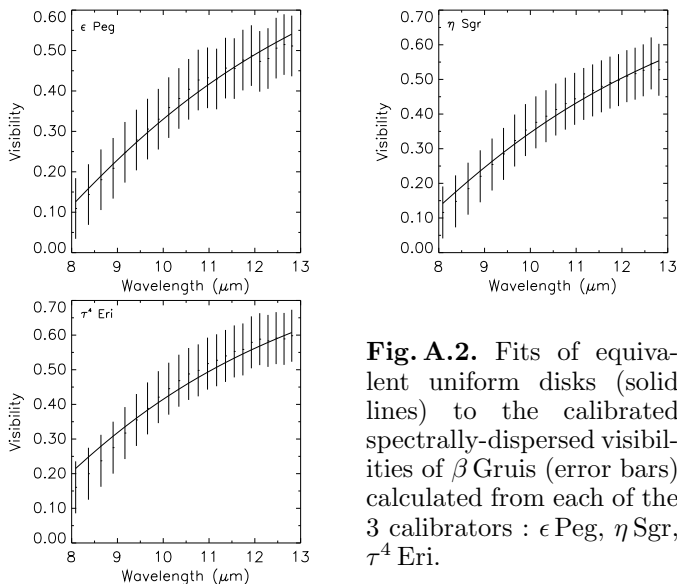 0.60
ϵ Peg
0.50
0.40
0.30
0.20
0.10
0.00
Visibility
8 9 10 11 12 13
Wavelength (μm)
0.70
η Sgr
0.60
0.50
0.40
0.30
0.20
0.10
0.00
Visibility
8 9 10 11 12 13
Wavelength (μm)
0.70
τ⁴ Eri
0.60
0.50
0.40
0.30
0.20
0.10
0.00
Visibility
8 9 10 11 12 13
Wavelength (μm)
Fig. A.2. Fits of equiva-
lent uniform disks (solid
lines) to the calibrated
spectrally-dispersed visibil-
ities of β Gruis (error bars)
calculated from each of the
3 calibrators : ϵ Peg, η Sgr,
τ⁴ Eri.